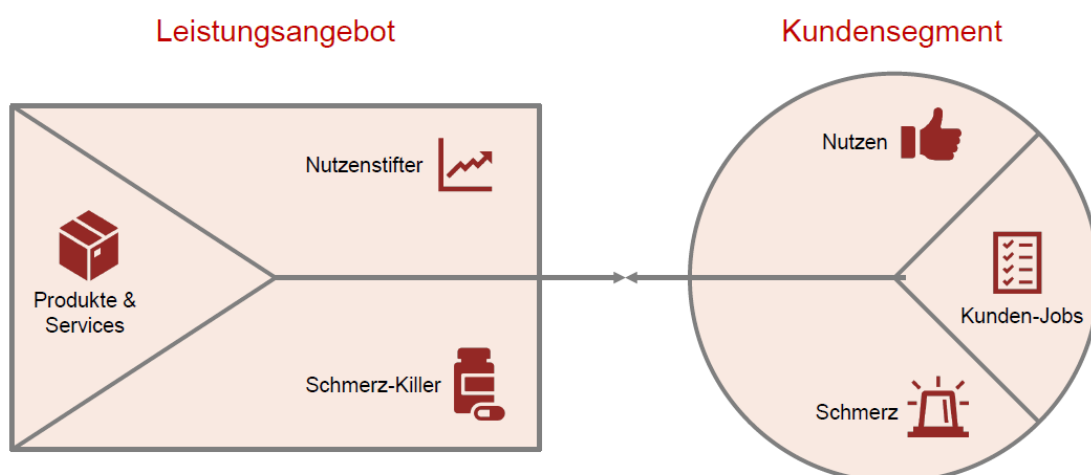 Leistungsangebot
Kundensegment
Nutzenstifter
Nutzen
Produkte &
Services
Kunden-Jobs
Schmerz-Killer
Schmerz